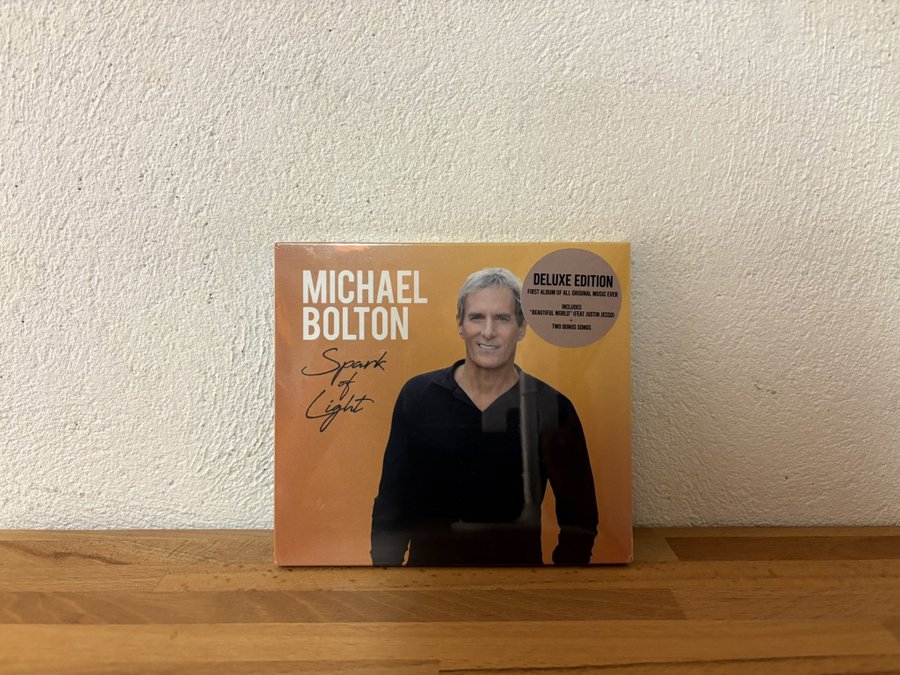 MICHAEL
BOLTON
Spark
of
Light
DELUXE EDITION
FIRST ALBUM OF ALL ORIGINAL MUSIC EVER
INCLUDES
"BEAUTIFUL WORLD" (FEAT JUSTIN JESSO)
+
TWO BONUS SONGS